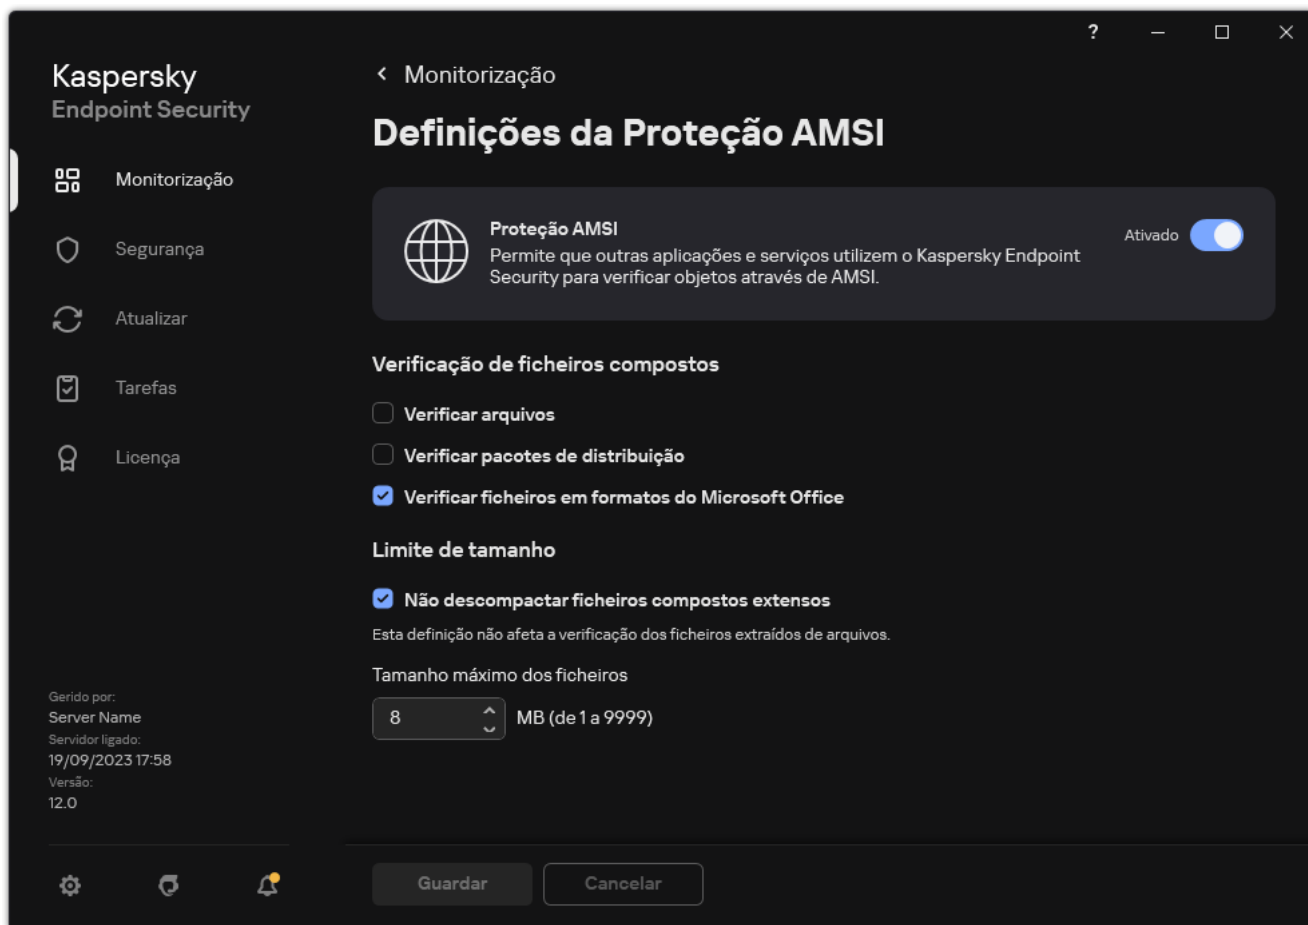 ?
Kaspersky
Endpoint Security
Monitorização
Segurança
Atualizar
Tarefas
Licença
Gerido por:
Server Name
Servidor ligado:
19/09/2023 17:58
Versão:
12.0
Monitorização
Definições da Proteção AMSI
Proteção AMSI
Permite que outras aplicações e serviços utilizem o Kaspersky Endpoint
Security para verificar objetos através de AMSI.
Ativado
Verificação de ficheiros compostos
Verificar arquivos
Verificar pacotes de distribuição
Verificar ficheiros em formatos do Microsoft Office
Limite de tamanho
Não descompactar ficheiros compostos extensos
Esta definição não afeta a verificação dos ficheiros extraídos de arquivos.
Tamanho máximo dos ficheiros
8 MB (de 1 a 9999)
Guardar Cancelar